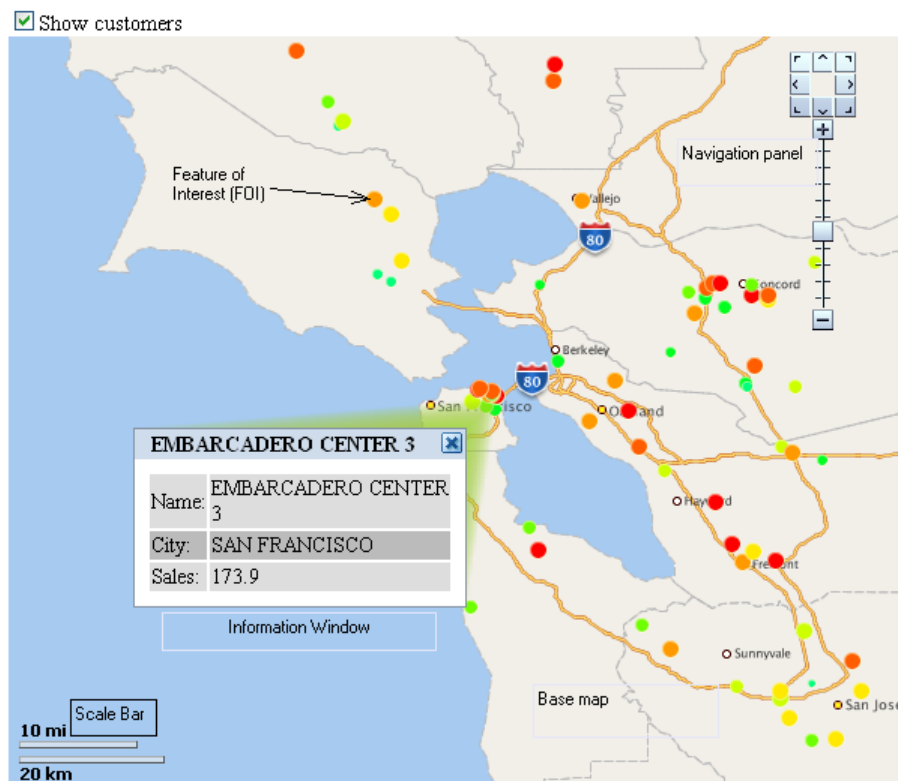 Show customers
Navigation panel
Feature of
Interest (FOI)
Vallejo
80
Concord
Berkeley
80
San Francisco
Oakland
EMBARCADERO CENTER 3
Name: EMBARCADERO CENTER
3
City: SAN FRANCISCO
Sales: 173.9
Hayward
Fremont
Information Window
Sunnyvale
Base map
San Jose
Scale Bar
10 mi
20 km